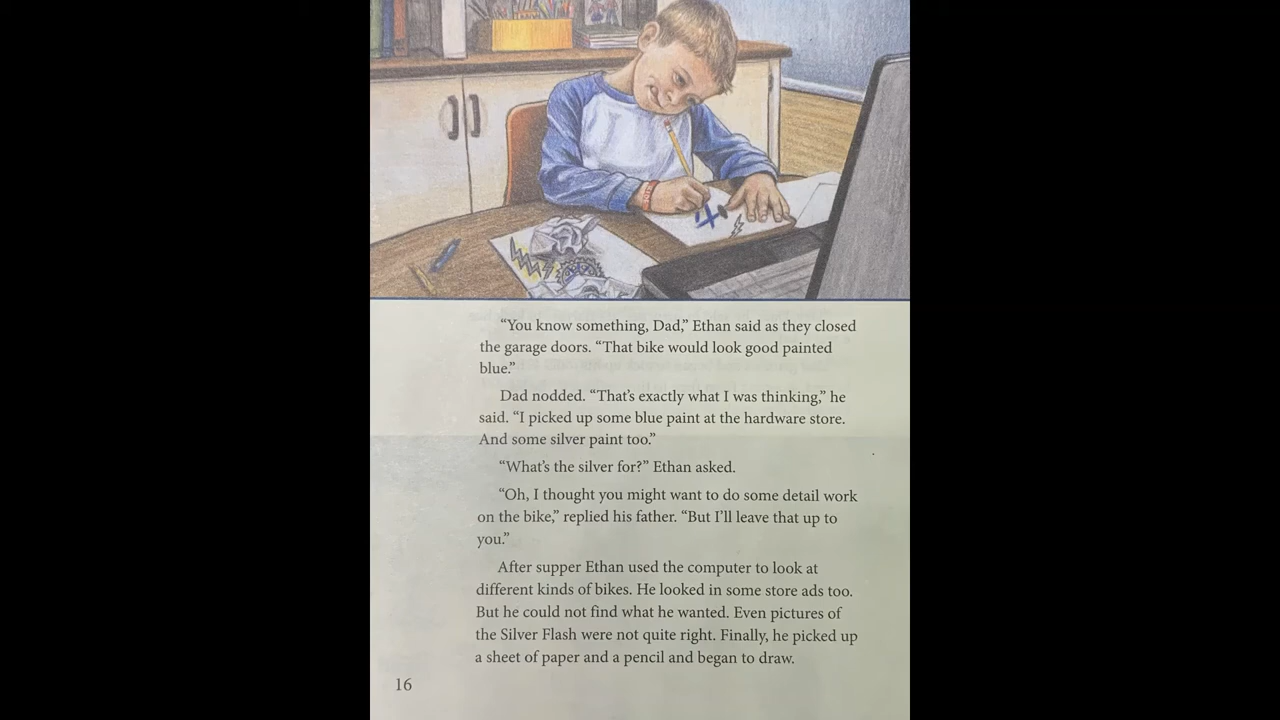 “You know something, Dad,” Ethan said as they closed
the garage doors. “That bike would look good painted
blue.”
Dad nodded. “That’s exactly what I was thinking,” he
said. “I picked up some blue paint at the hardware store.
And some silver paint too.”
“What’s the silver for?” Ethan asked.
“Oh, I thought you might want to do some detail work
on the bike,” replied his father. “But I’ll leave that up to
you.”
After supper Ethan used the computer to look at
different kinds of bikes. He looked in some store ads too.
But he could not find what he wanted. Even pictures of
the Silver Flash were not quite right. Finally, he picked up
a sheet of paper and a pencil and began to draw.
16